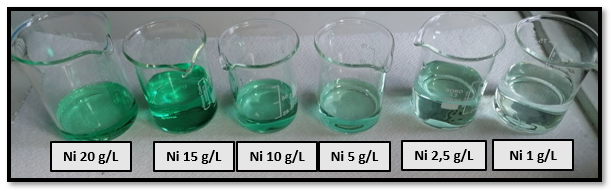 Ni 20 g/L
Ni 15 g/L
Ni 10 g/L
Ni 5 g/L
Ni 2,5 g/L
Ni 1 g/L